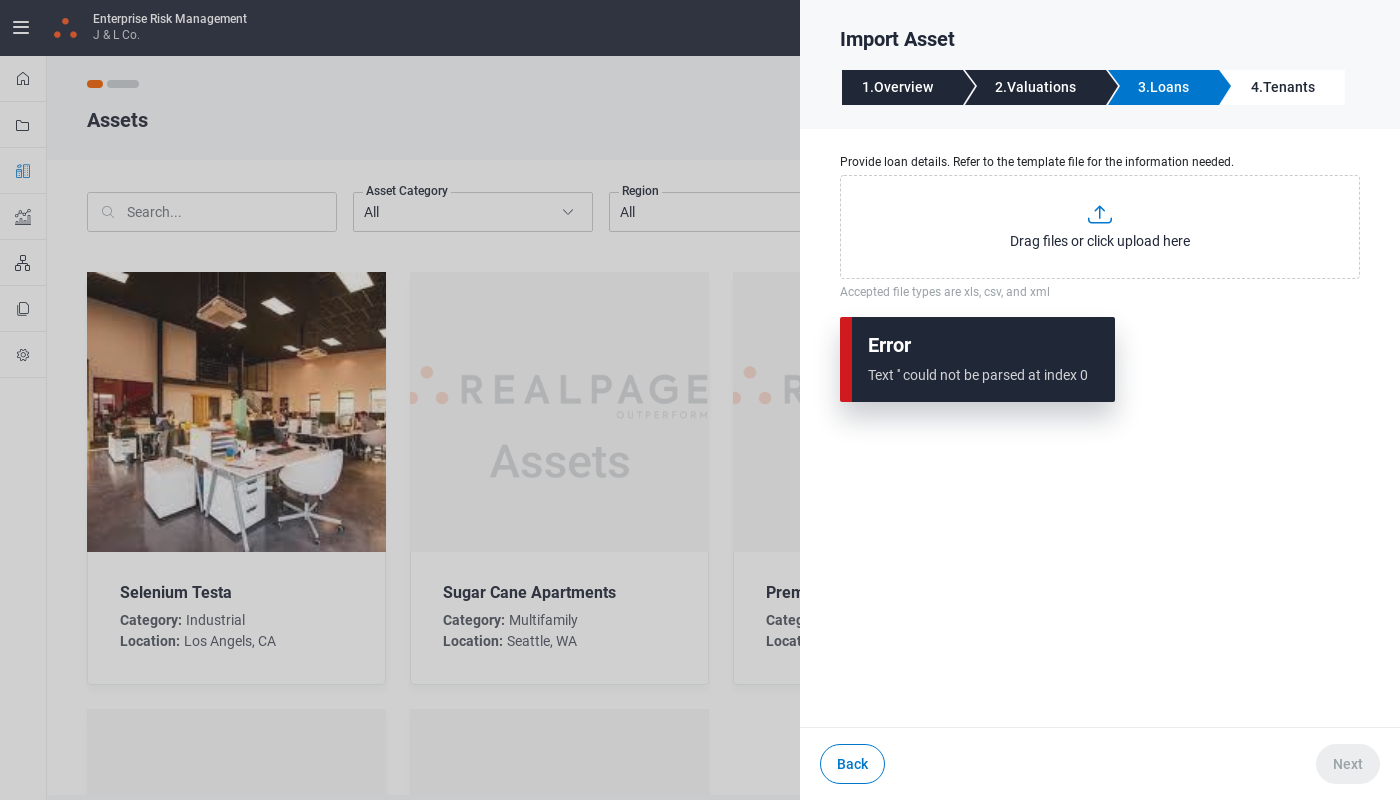 Enterprise Risk Management
J & L Co.
Assets
Search...
Asset Category
All
Region
All
REALPAGE
OUTPERFORM
Assets
Selenium Testa
Category: Industrial
Location: Los Angels, CA
Sugar Cane Apartments
Category: Multifamily
Location: Seattle, WA
Import Asset
1.Overview
2.Valuations
3.Loans
4.Tenants
Provide loan details. Refer to the template file for the information needed.
Drag files or click upload here
Accepted file types are xls, csv, and xml
Error
Text '' could not be parsed at index 0
Back
Next